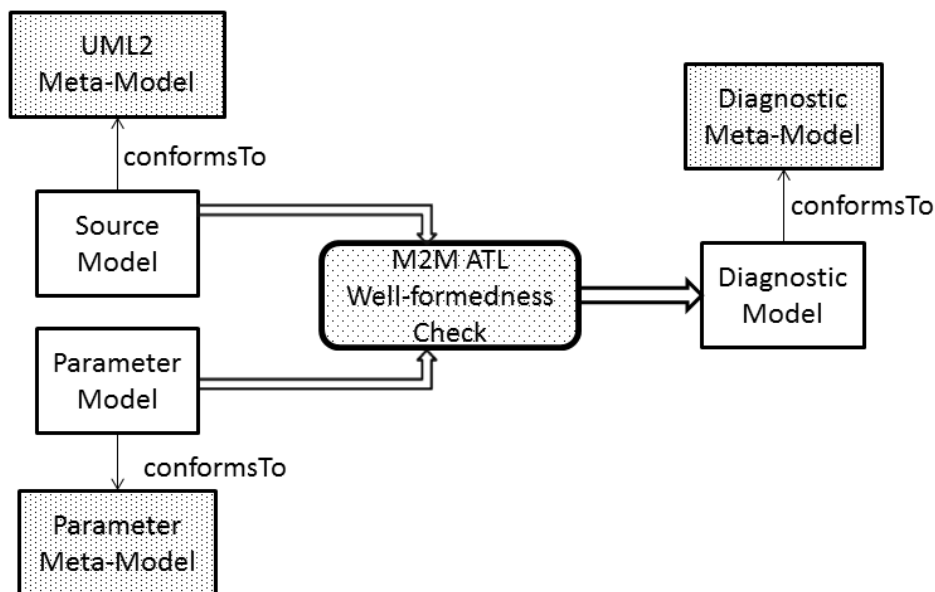 UML2
Meta-Model
conformsTo
Source
Model
Parameter
Model
conformsTo
Parameter
Meta-Model
M2M ATL
Well-formedness
Check
Diagnostic
Meta-Model
conformsTo
Diagnostic
Model